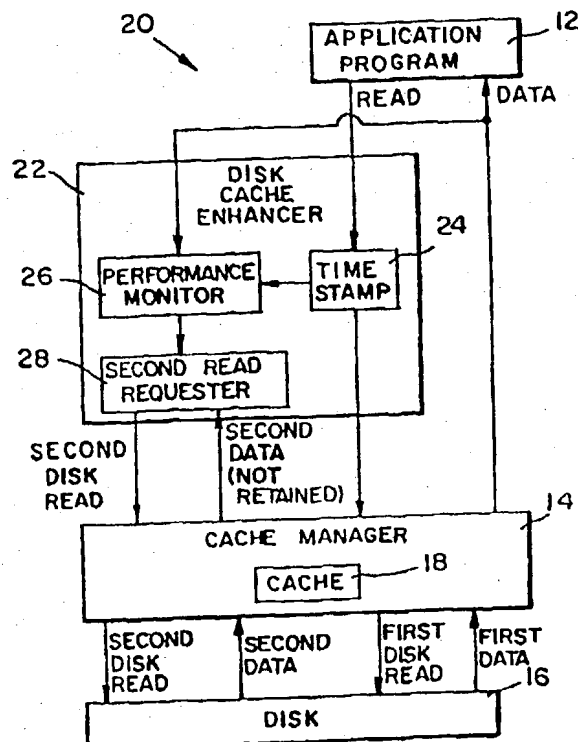 20
APPLICATION
PROGRAM
12
READ
DATA
22
DISK
CACHE
ENHANCER
24
26
PERFORMANCE
MONITOR
TIME
STAMP
28
SECOND READ
REQUESTER
SECOND
DISK
READ
SECOND
DATA
(NOT
RETAINED)
14
CACHE MANAGER
CACHE
18
SECOND
DISK
READ
SECOND
DATA
FIRST
DISK
READ
FIRST
DATA
16
DISK